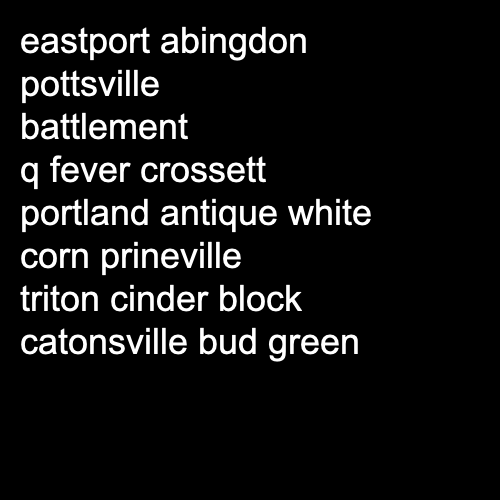 eastport abingdon
pottsville
battlement
q fever crossett
portland antique white
corn prineville
triton cinder block
catonsville bud green